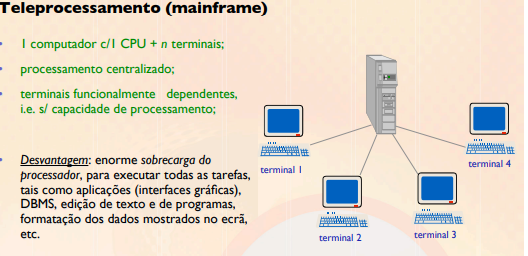 Teleprocessamento (mainframe)
1 computador c/1 CPU + n terminais;
processamento centralizado;
terminais funcionalmente dependentes,
i.e. s/ capacidade de processamento;
Desvantagem: enorme sobrecarga do
processador, para executar todas as tarefas,
tais como aplicações (interfaces gráficas),
DBMS, edição de texto e de programas,
formatação dos dados mostrados no ecrã,
etc.
terminal 1
terminal 2
terminal 3
terminal 4